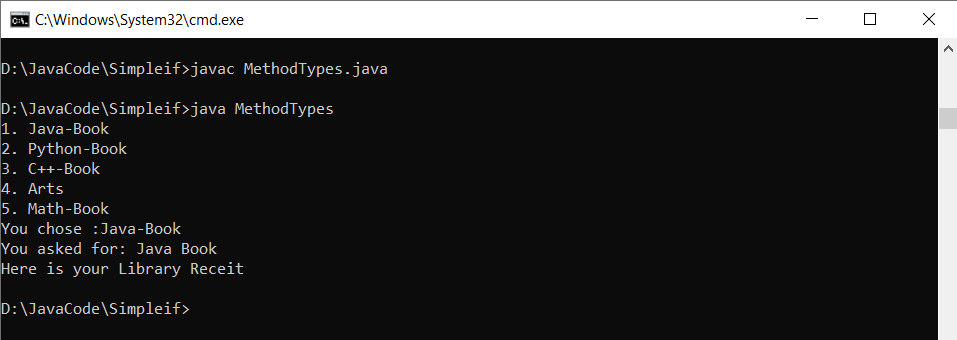 C:\Windows\System32\cmd.exe
D:\JavaCode\Simpleif>javac MethodTypes.java
D:\JavaCode\Simpleif>java MethodTypes
1. Java-Book
2. Python-Book
3. C++-Book
4. Arts
5. Math-Book
You chose :Java-Book
You asked for: Java Book
Here is your Library Receit
D:\JavaCode\Simpleif>